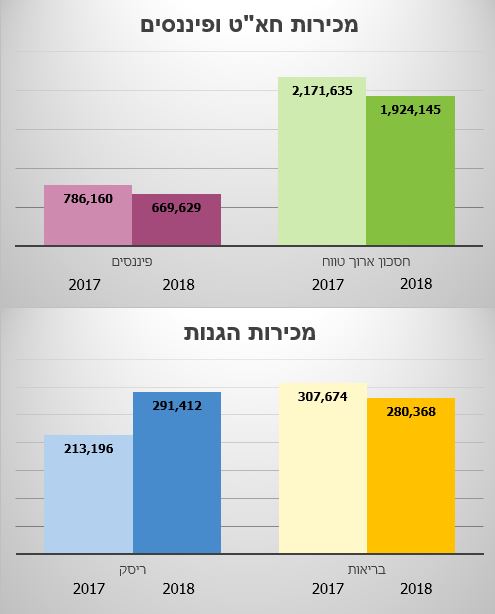 מכירות חא"ט ופיננסים
2,171,635
1,924,145
786,160
669,629
פיננסים חסכון ארוך טווח
2017 2018 2017 2018
מכירות הגנות
307,674
291,412
280,368
213,196
ריסק בריאות
2017 2018 2017 2018